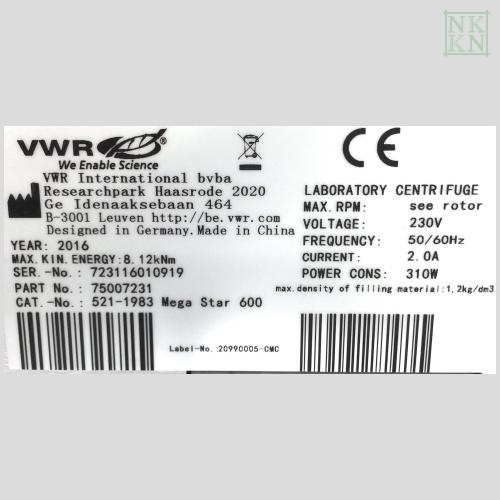 NK
KN
VWR®
We Enable Science
VWR International bvba
Researchpark Haasrode 2020
Ge Idenaaksebaan 464
B-3001 Leuven http://be.vwr.com
Designed in Germany.Made in China
YEAR: 2016
MAX.KIN.ENERGY:8.12kNm
SER.-No.: 723116010919
PART No.: 75007231
CAT.-No.: 521-1983 Mega Star 600
CE
LABORATORY CENTRIFUGE
MAX.RPM: see rotor
VOLTAGE: 230V
FREQUENCY: 50/60Hz
CURRENT: 2.0A
POWER CONS: 310W
max.density of filling material:1,2kg/dm3
Label-No.:20990005-CMC